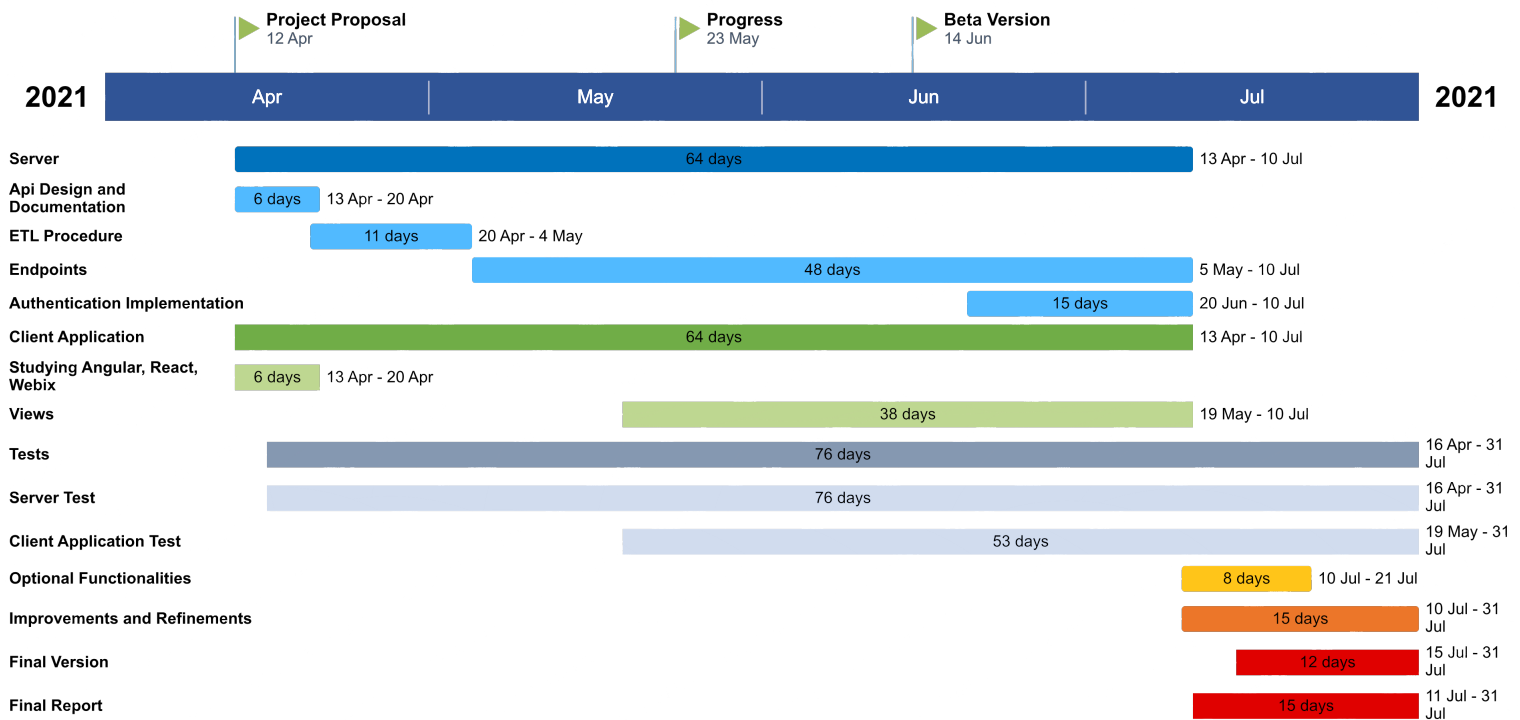 Project Proposal
12 Apr
Progress
23 May
Beta Version
14 Jun
2021
Apr
May
Jun
Jul
2021
Server
64 days
13 Apr - 10 Jul
Api Design and
Documentation
6 days
13 Apr - 20 Apr
ETL Procedure
11 days
20 Apr - 4 May
Endpoints
48 days
5 May - 10 Jul
Authentication Implementation
15 days
20 Jun - 10 Jul
Client Application
64 days
13 Apr - 10 Jul
Studying Angular, React,
Webix
6 days
13 Apr - 20 Apr
Views
38 days
19 May - 10 Jul
Tests
76 days
16 Apr - 31
Jul
Server Test
76 days
16 Apr - 31
Jul
Client Application Test
53 days
19 May - 31
Jul
Optional Functionalities
8 days
10 Jul - 21 Jul
Improvements and Refinements
15 days
10 Jul - 31
Jul
Final Version
12 days
15 Jul - 31
Jul
Final Report
15 days
11 Jul - 31
Jul